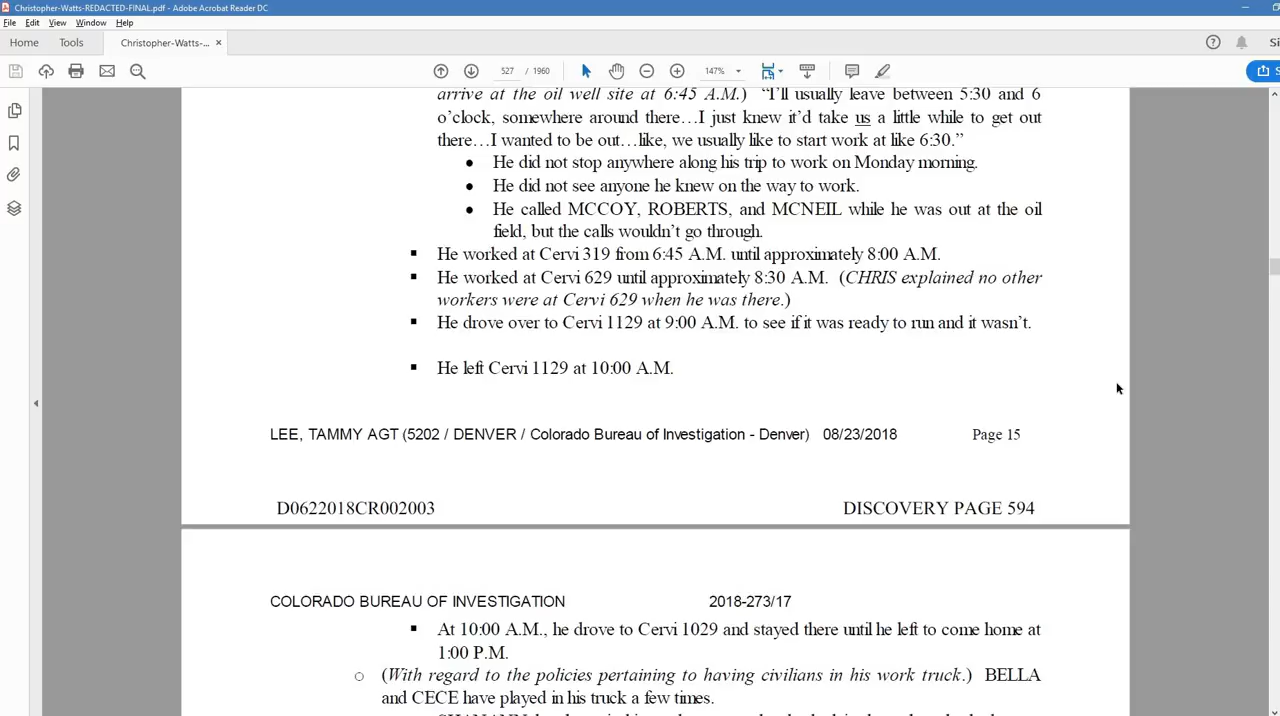 Christopher-Watts-REDACTED-FINAL.pdf - Adobe Acrobat Reader DC
File Edit View Window Help
Home Tools Christopher-Watts-... ×
527 / 1960 147%
arrive at the oil well site at 6:45 A.M.) “I’ll usually leave between 5:30 and 6
o’clock, somewhere around there…I just knew it’d take us a little while to get out
there…I wanted to be out…like, we usually like to start work at like 6:30.”
● He did not stop anywhere along his trip to work on Monday morning.
● He did not see anyone he knew on the way to work.
● He called MCCOY, ROBERTS, and MCNEIL while he was out at the oil
field, but the calls wouldn’t go through.
▪ He worked at Cervi 319 from 6:45 A.M. until approximately 8:00 A.M.
▪ He worked at Cervi 629 until approximately 8:30 A.M. (CHRIS explained no other
workers were at Cervi 629 when he was there.)
▪ He drove over to Cervi 1129 at 9:00 A.M. to see if it was ready to run and it wasn’t.
▪ He left Cervi 1129 at 10:00 A.M.
LEE, TAMMY AGT (5202 / DENVER / Colorado Bureau of Investigation - Denver) 08/23/2018 Page 15
D0622018CR002003 DISCOVERY PAGE 594
COLORADO BUREAU OF INVESTIGATION 2018-273/17
▪ At 10:00 A.M., he drove to Cervi 1029 and stayed there until he left to come home at
1:00 P.M.
○ (With regard to the policies pertaining to having civilians in his work truck.) BELLA
and CECE have played in his truck a few times.